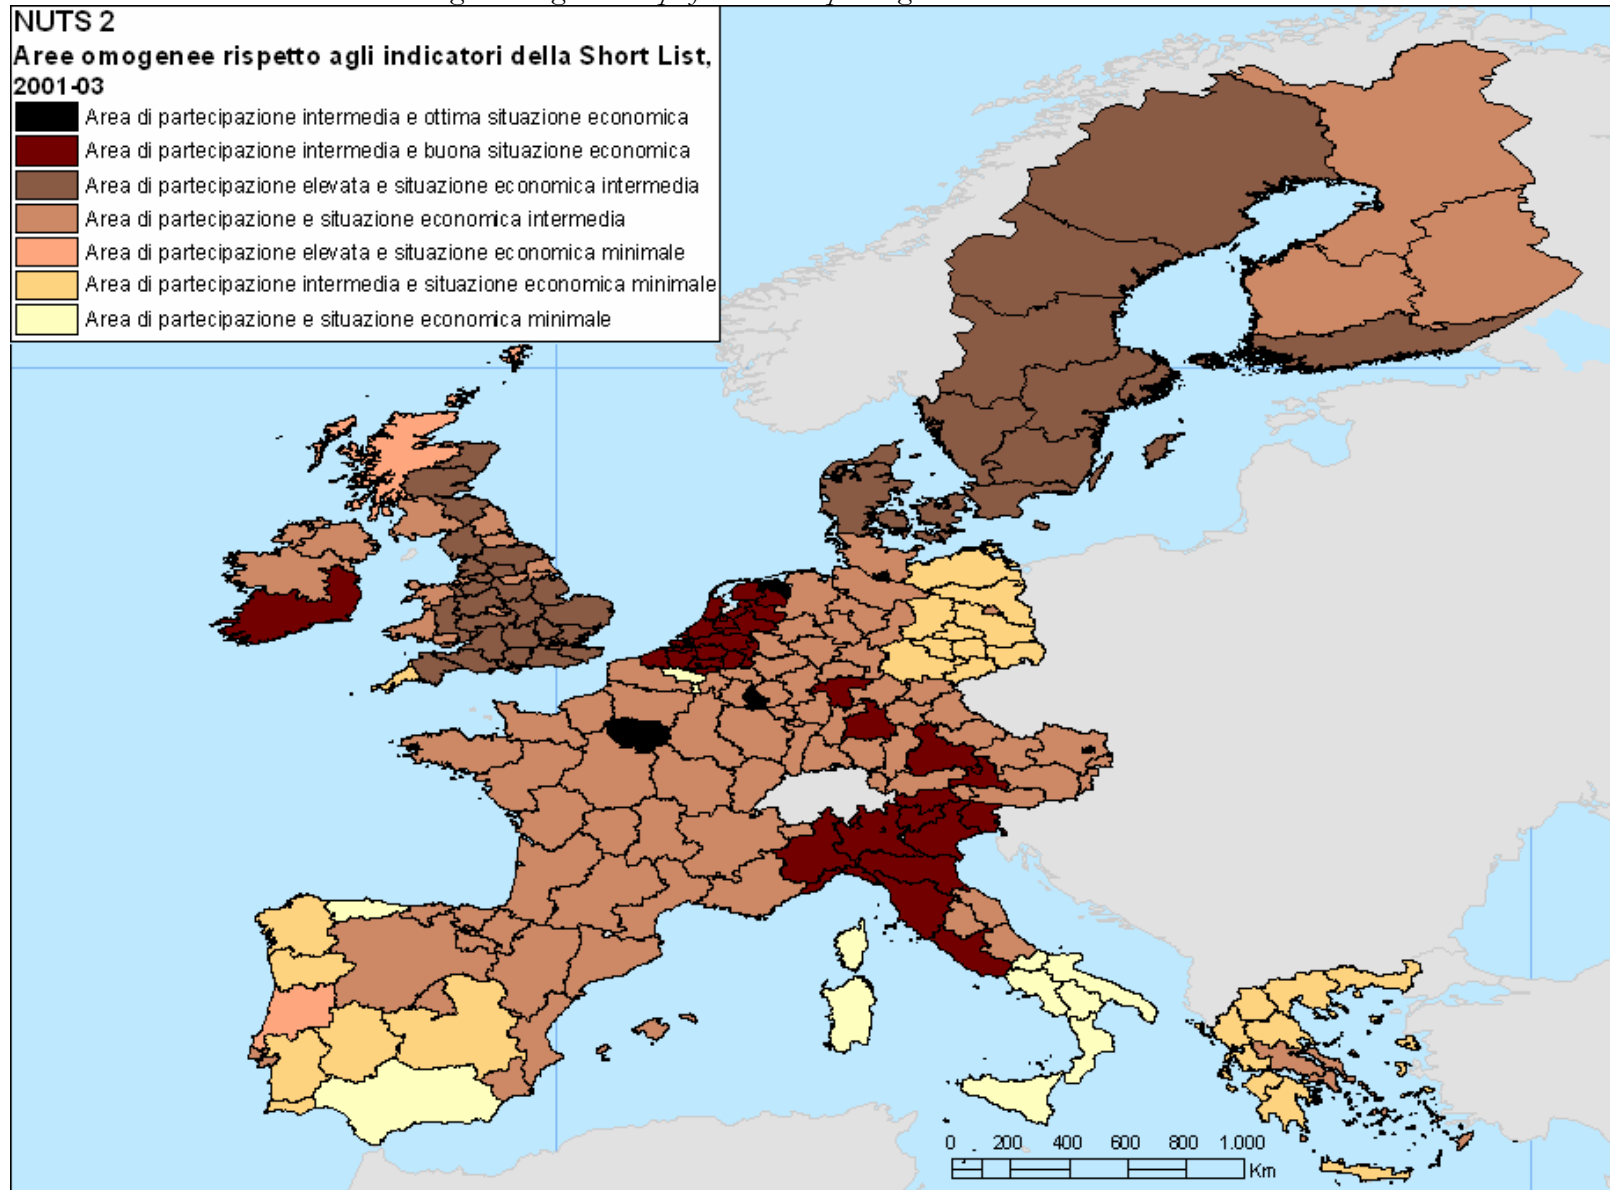 NUTS 2
Aree omogenee rispetto agli indicatori della Short List,
2001-03
Area di partecipazione intermedia e ottima situazione economica
Area di partecipazione intermedia e buona situazione economica
Area di partecipazione elevata e situazione economica intermedia
Area di partecipazione e situazione economica intermedia
Area di partecipazione elevata e situazione economica minimale
Area di partecipazione intermedia e situazione economica minimale
Area di partecipazione e situazione economica minimale
0 200 400 600 800 1.000
Km